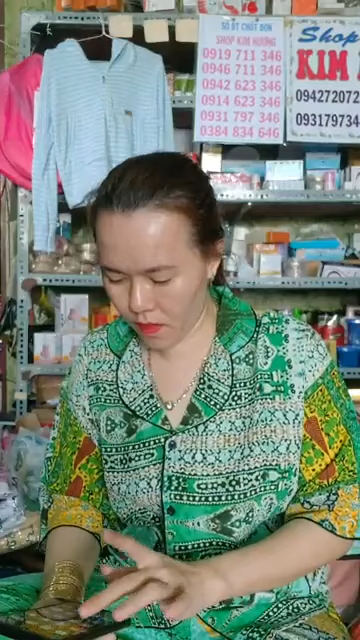 SỐ ĐT CHỐT ĐƠN
SHOP KIM HƯƠNG
0919 711 346
0946 711 346
0942 623 346
0914 623 346
0931 797 346
0384 834 646
Shop
KIM
094272072
093179734